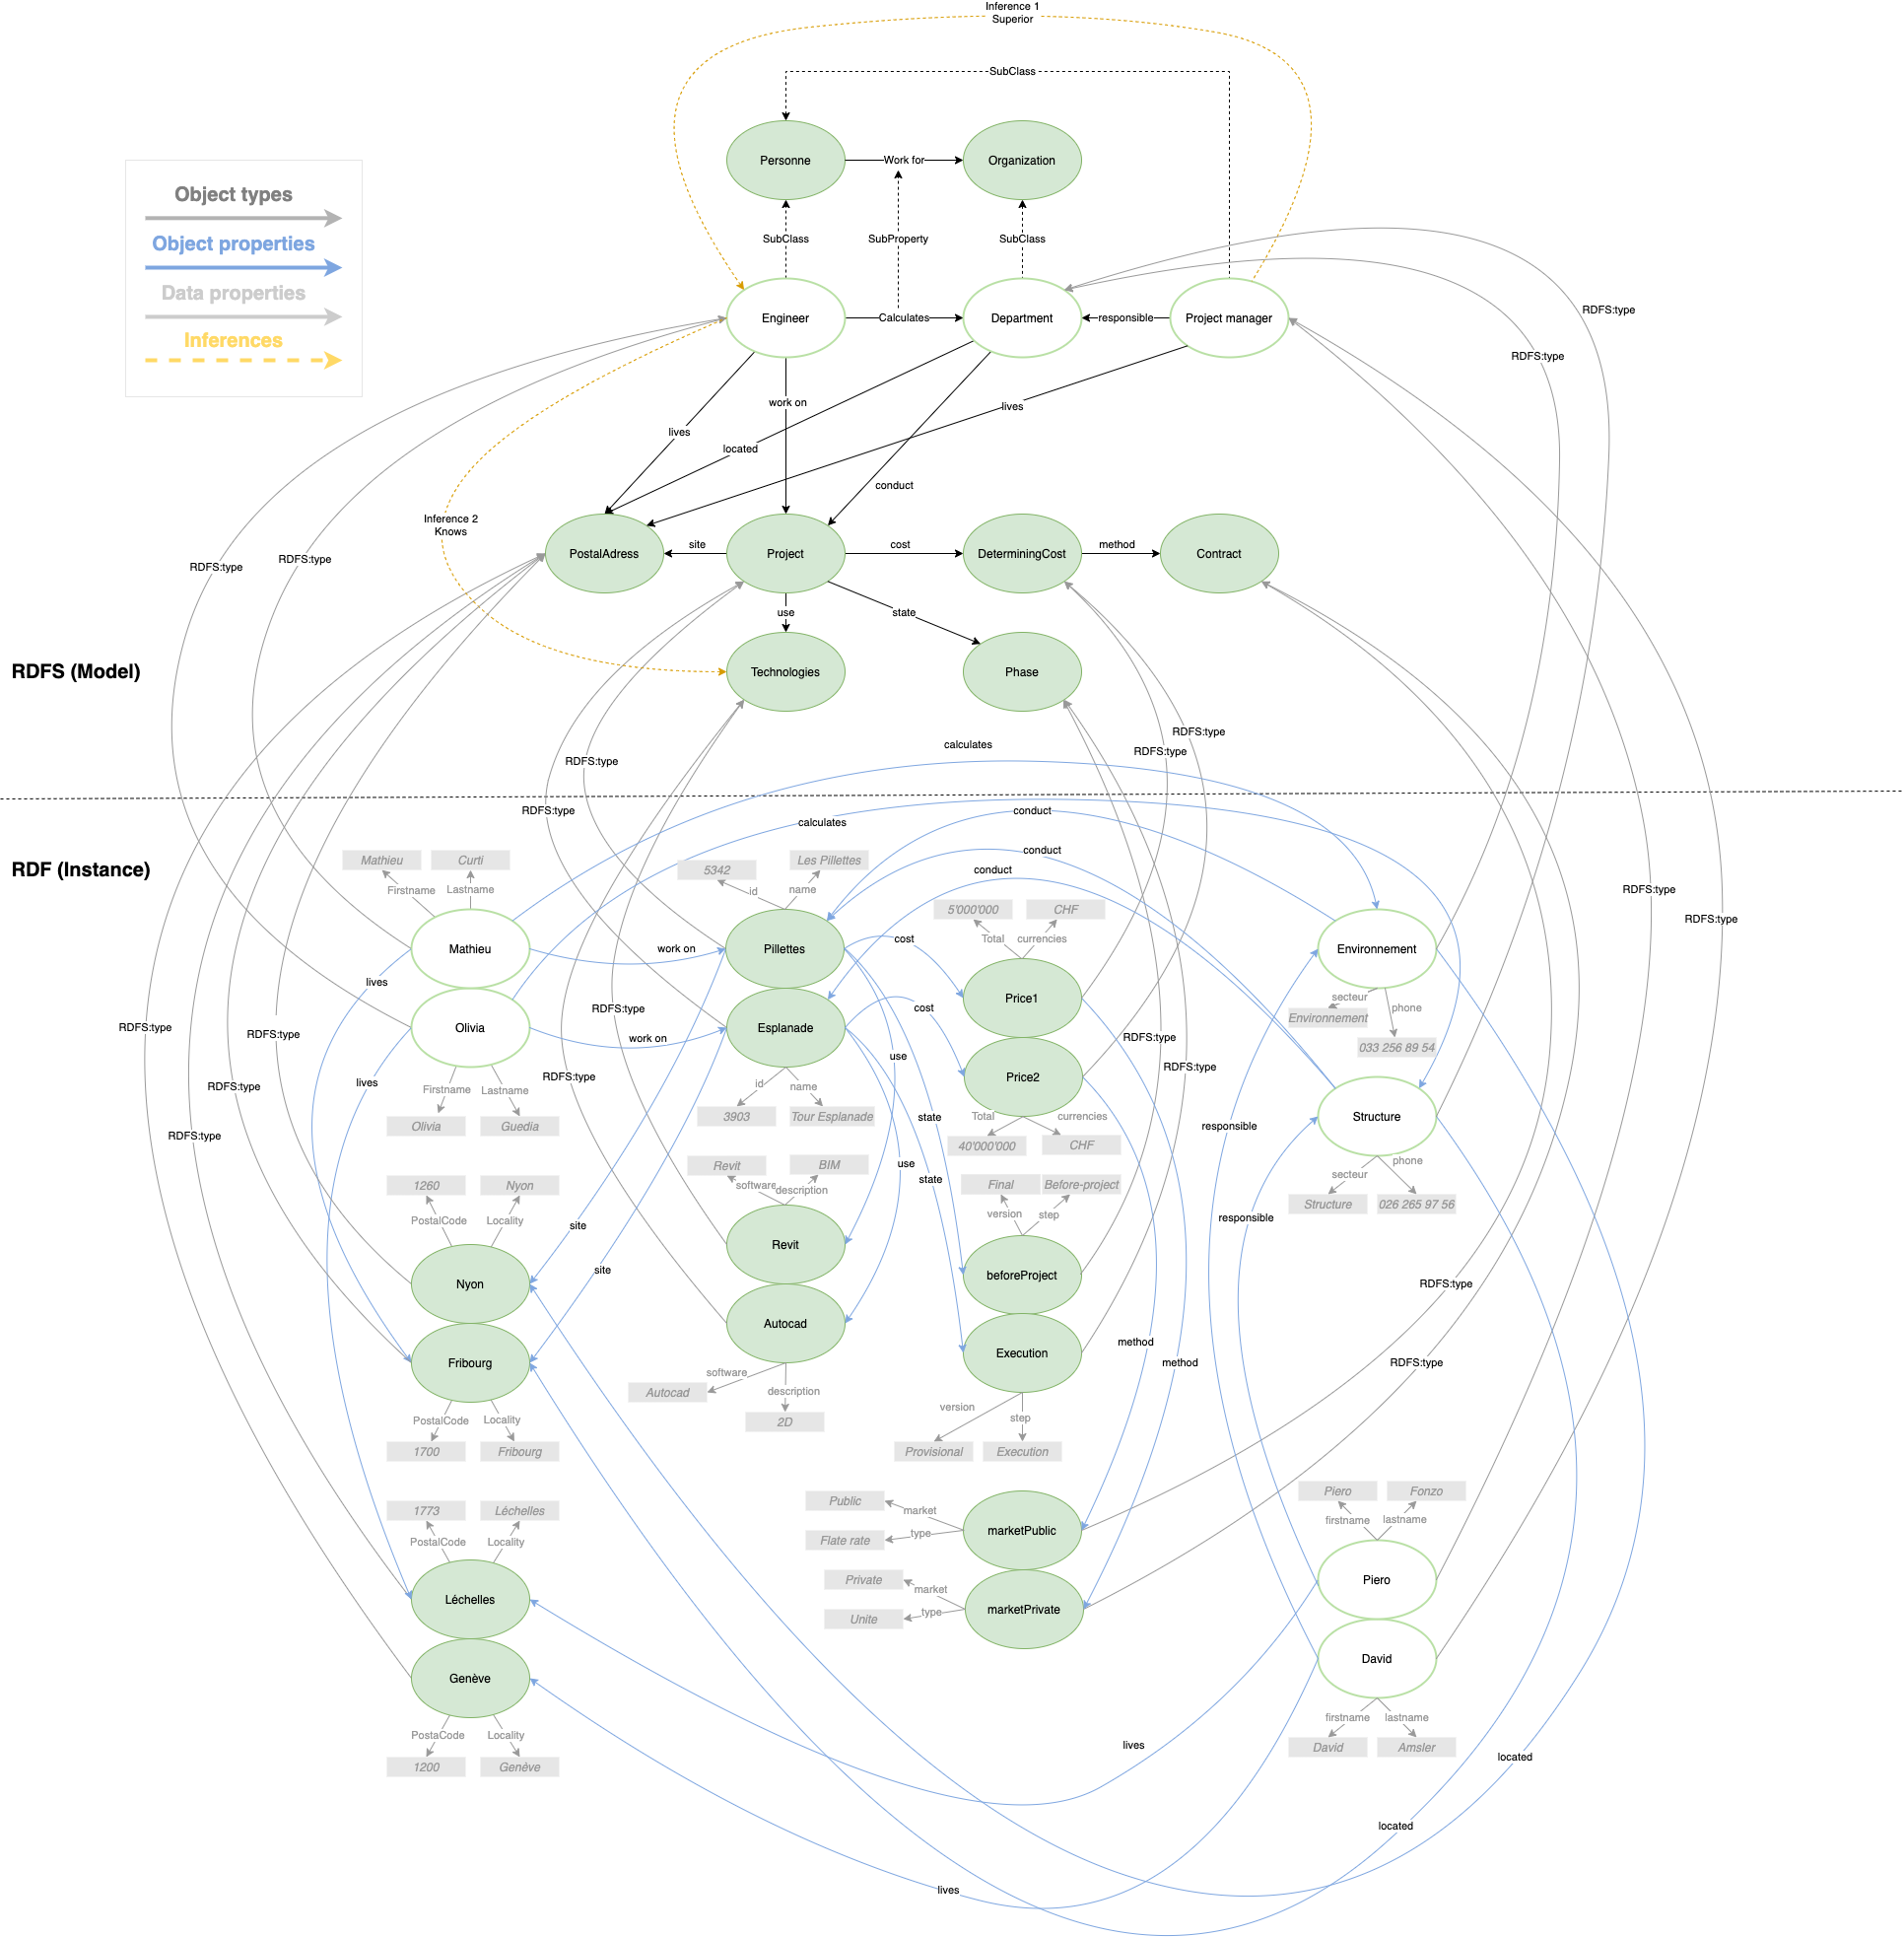 Inference 1
Superior
SubClass
Personne
Work for
Organization
Object types
Object properties
Data properties
Inferences
SubClass
SubProperty
SubClass
Engineer
Calculates
Department
responsible
Project manager
RDFS:type
RDFS:type
work on
lives
lives
located
conduct
Inference 2
Knows
RDFS:type
RDFS:type
PostalAdress
site
Project
cost
DeterminingCost
method
Contract
use
state
RDFS (Model)
Technologies
Phase
RDFS:type
RDFS:type
RDFS:type
calculates
RDFS:type
calculates
conduct
RDF (Instance)
Mathieu
Curti
Firstname
Lastname
5342
Les Pillettes
id
name
conduct
conduct
RDFS:type
RDFS:type
5'000'000
CHF
Total
currencies
Mathieu
work on
Pillettes
cost
Environnement
lives
Price1
secteur
phone
Environnement
033 256 89 54
RDFS:type
RDFS:type
Olivia
work on
Esplanade
cost
RDFS:type
RDFS:type
use
RDFS:type
RDFS:type
RDFS:type
lives
Price2
Firstname
Lastname
Olivia
Guedia
id
name
3903
Tour Esplanade
state
Total
currencies
40'000'000
CHF
Structure
responsible
RDFS:type
use
state
Revit
BIM
software
description
secteur
phone
Structure
026 265 97 56
1260
Nyon
PostalCode
Locality
Final
Before-project
version
step
responsible
site
Revit
site
Nyon
beforeProject
RDFS:type
Autocad
method
Fribourg
Execution
method
RDFS:type
software
description
Autocad
2D
PostalCode
Locality
1700
Fribourg
version
step
Provisional
Execution
Public
market
Flate rate
type
marketPublic
Piero
Fonzo
firstname
lastname
1773
Léchelles
PostalCode
Locality
Private
market
Unite
type
marketPrivate
Piero
Léchelles
David
Genève
firstname
lastname
David
Amsler
PostaCode
Locality
1200
Genève
lives
located
located
lives